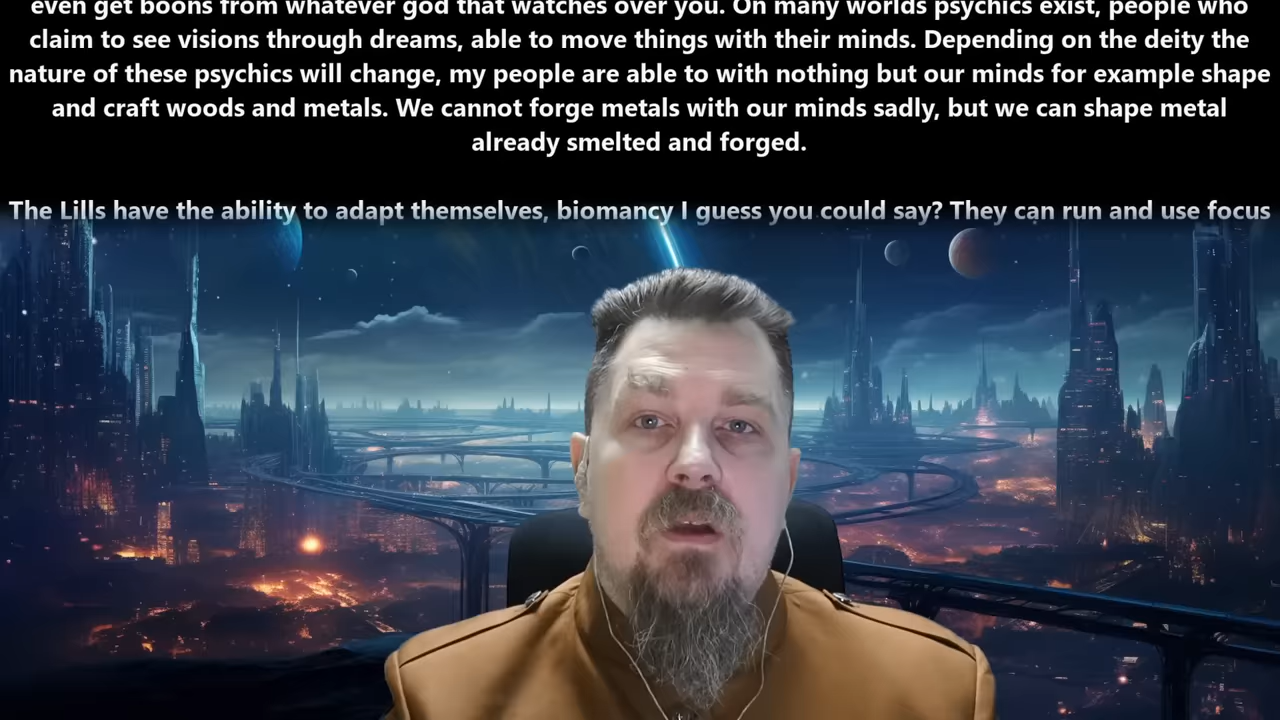 even get boons from whatever god that watches over you. On many worlds psychics exist, people who
claim to see visions through dreams, able to move things with their minds. Depending on the deity the
nature of these psychics will change, my people are able to with nothing but our minds for example shape
and craft woods and metals. We cannot forge metals with our minds sadly, but we can shape metal
already smelted and forged.
The Lills have the ability to adapt themselves, biomancy I guess you could say? They can run and use focus